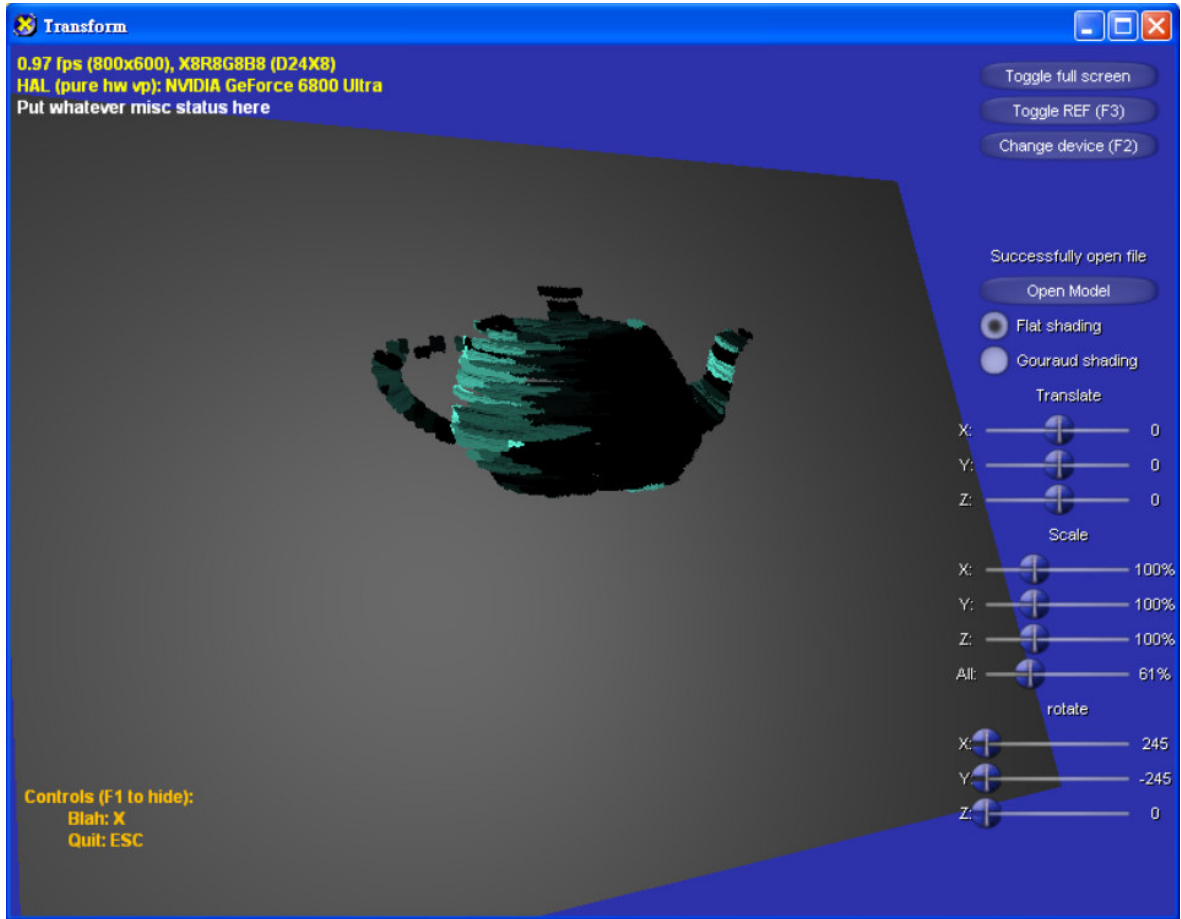 Transform
0.97 fps (800x600), X8R8G8B8 (D24X8)
HAL (pure hw vp): NVIDIA GeForce 6800 Ultra
Put whatever misc status here
Toggle full screen
Toggle REF (F3)
Change device (F2)
Successfully open file
Open Model
Flat shading
Gouraud shading
Translate
X: 0
Y: 0
Z: 0
Scale
X: 100%
Y: 100%
Z: 100%
All: 61%
rotate
X: 245
Y: -245
Z: 0
Controls (F1 to hide):
Blah: X
Quit: ESC